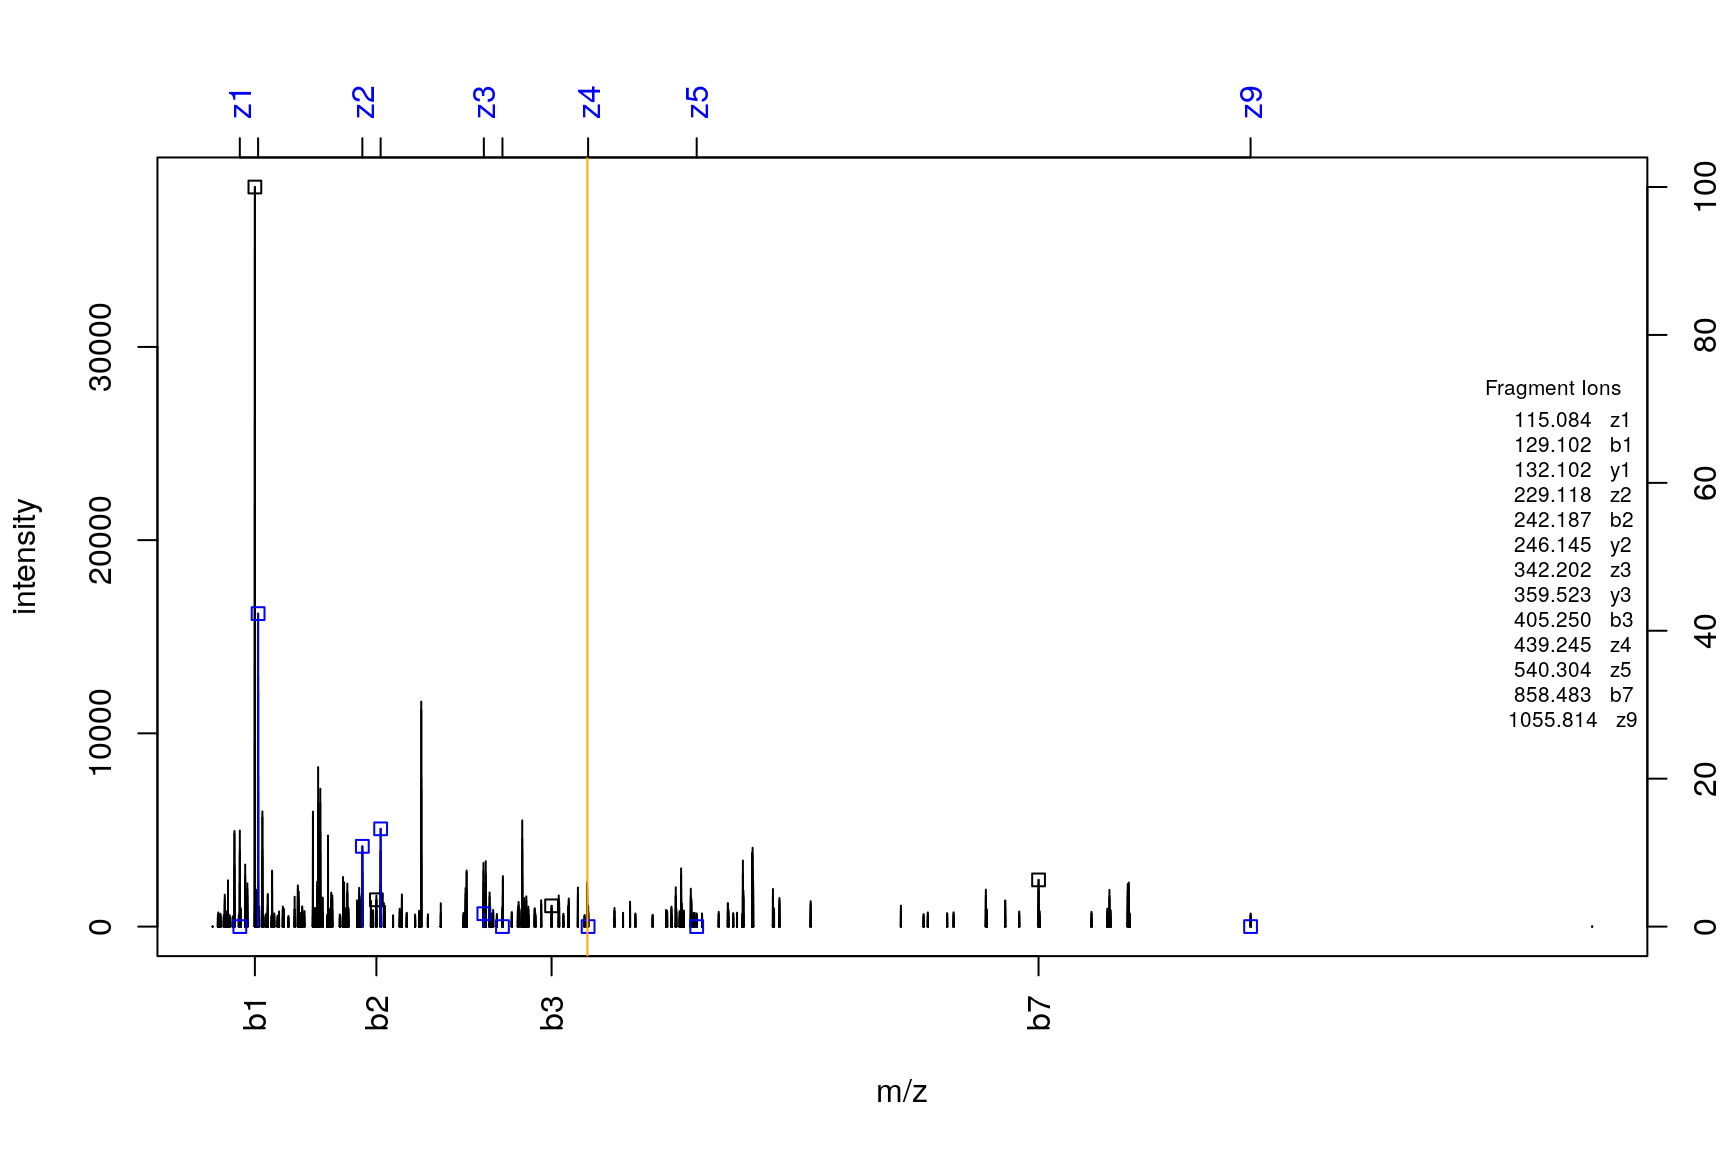 z1 z2 z3 z4 z5 z9
100
80
60
40
20
0
30000
20000
10000
0
intensity
Fragment Ions
115.084 z1
129.102 b1
132.102 y1
229.118 z2
242.187 b2
246.145 y2
342.202 z3
359.523 y3
405.250 b3
439.245 z4
540.304 z5
858.483 b7
1055.814 z9
b1 b2 b3 b7
m/z